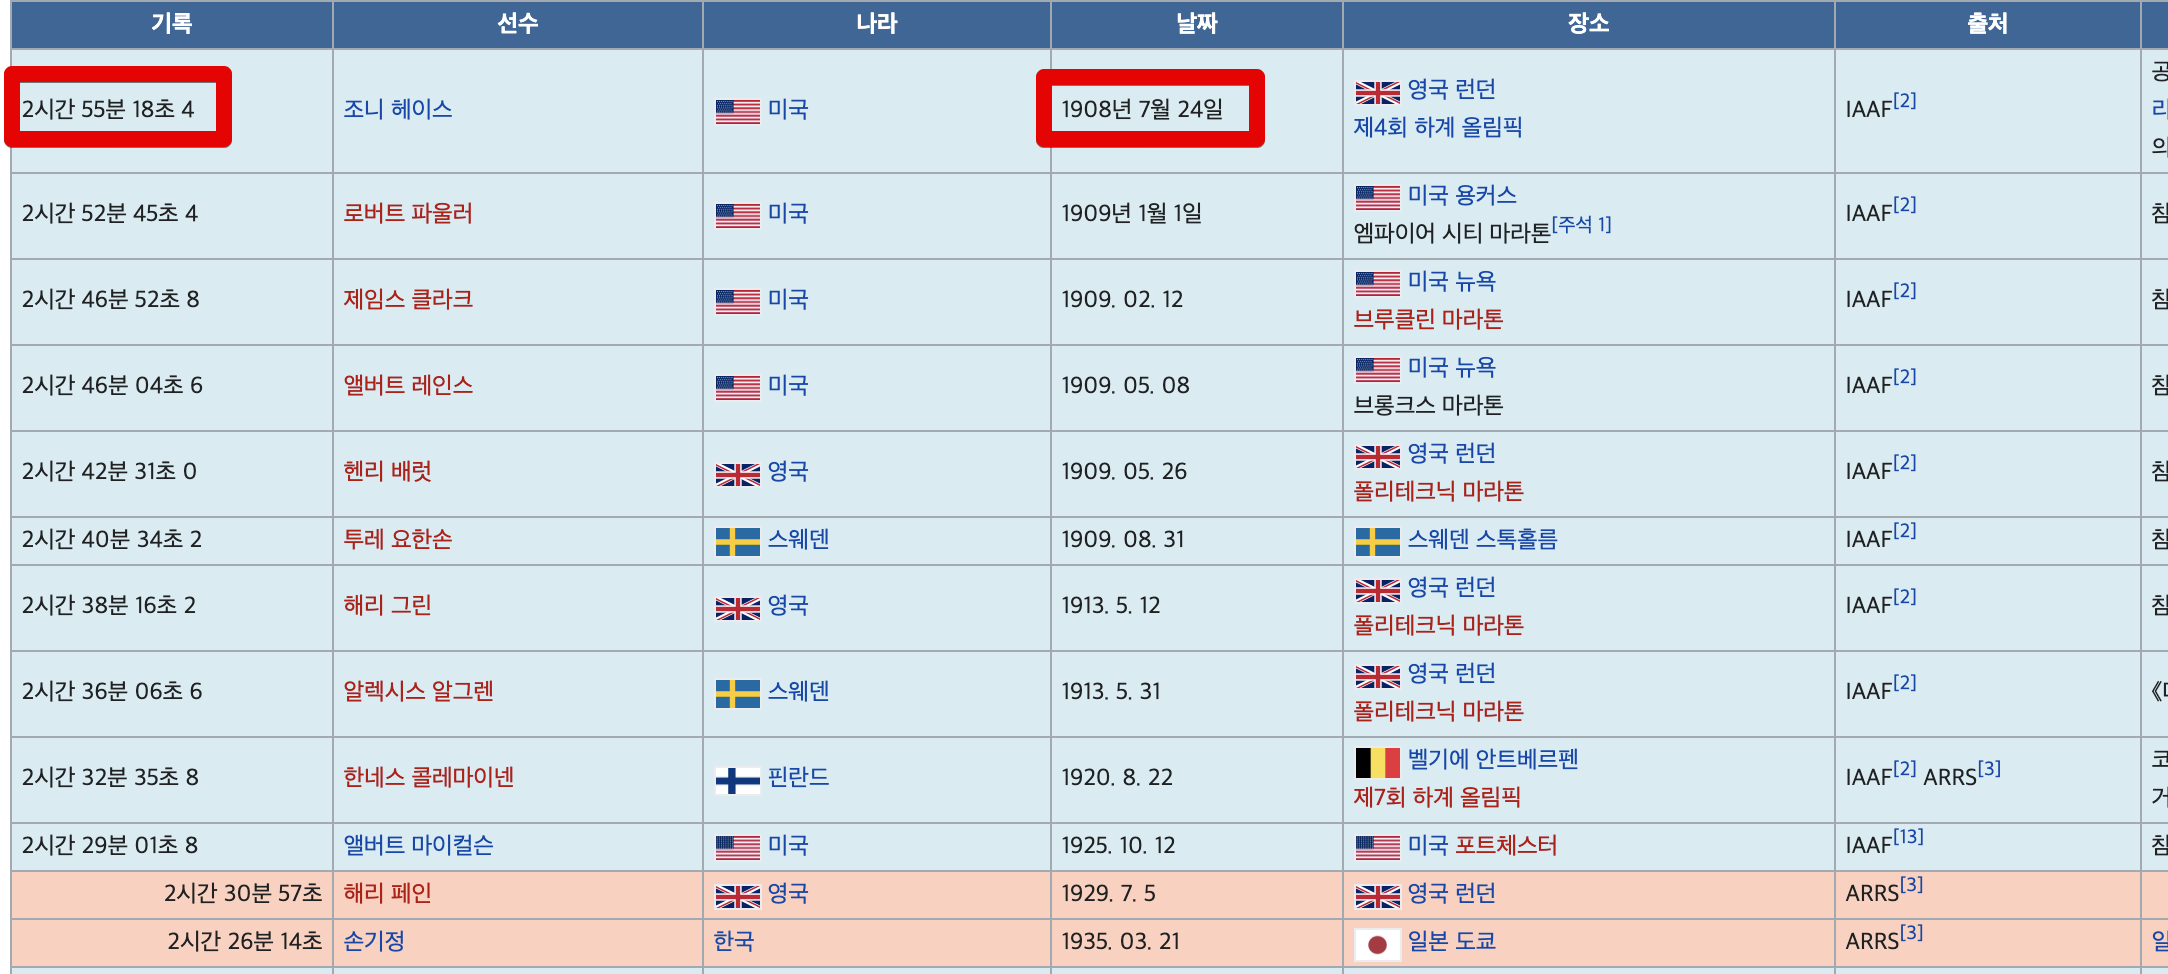 기록 선수 나라 날짜 장소 출처
2시간 55분 18초 4 조니 헤이스 미국 1908년 7월 24일 영국 런던 IAAF[2]
제4회 하계 올림픽
2시간 52분 45초 4 로버트 파울러 미국 1909년 1월 1일 미국 용커스 IAAF[2]
엠파이어 시티 마라톤[주석 1]
2시간 46분 52초 8 제임스 클라크 미국 1909. 02. 12 미국 뉴욕 IAAF[2]
브루클린 마라톤
2시간 46분 04초 6 앨버트 레인스 미국 1909. 05. 08 미국 뉴욕 IAAF[2]
브롱크스 마라톤
2시간 42분 31초 0 헨리 배럿 영국 1909. 05. 26 영국 런던 IAAF[2]
폴리테크닉 마라톤
2시간 40분 34초 2 투레 요한손 스웨덴 1909. 08. 31 스웨덴 스톡홀름 IAAF[2]
2시간 38분 16초 2 해리 그린 영국 1913. 5. 12 영국 런던 IAAF[2]
폴리테크닉 마라톤
2시간 36분 06초 6 알렉시스 알그렌 스웨덴 1913. 5. 31 영국 런던 IAAF[2]
폴리테크닉 마라톤
2시간 32분 35초 8 한네스 콜레마이넨 핀란드 1920. 8. 22 벨기에 안트베르펜 IAAF[2] ARRS[3]
제7회 하계 올림픽
2시간 29분 01초 8 앨버트 마이컬슨 미국 1925. 10. 12 미국 포트체스터 IAAF[13]
2시간 30분 57초 해리 페인 영국 1929. 7. 5 영국 런던 ARRS[3]
2시간 26분 14초 손기정 한국 1935. 03. 21 일본 도쿄 ARRS[3]